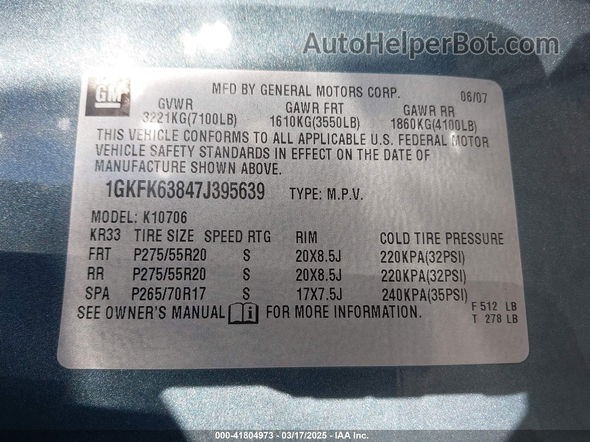 AutoHelperBot.com
GM
MFD BY GENERAL MOTORS CORP. 06/07
GVWR GAWR FRT GAWR RR
3221KG(7100LB) 1610KG(3550LB) 1860KG(4100LB)
THIS VEHICLE CONFORMS TO ALL APPLICABLE U.S. FEDERAL MOTOR
VEHICLE SAFETY STANDARDS IN EFFECT ON THE DATE OF
MANUFACTURE SHOWN ABOVE.
1GKFK63847J395639 TYPE: M.P.V.
MODEL: K10706
KR33 TIRE SIZE SPEED RTG RIM COLD TIRE PRESSURE
FRT P275/55R20 S 20X8.5J 220KPA(32PSI)
RR P275/55R20 S 20X8.5J 220KPA(32PSI)
SPA P265/70R17 S 17X7.5J 240KPA(35PSI)
SEE OWNER'S MANUAL i FOR MORE INFORMATION.
F 512 LB
T 278 LB
000-41804973 - 03/17/2025 - IAA Inc.